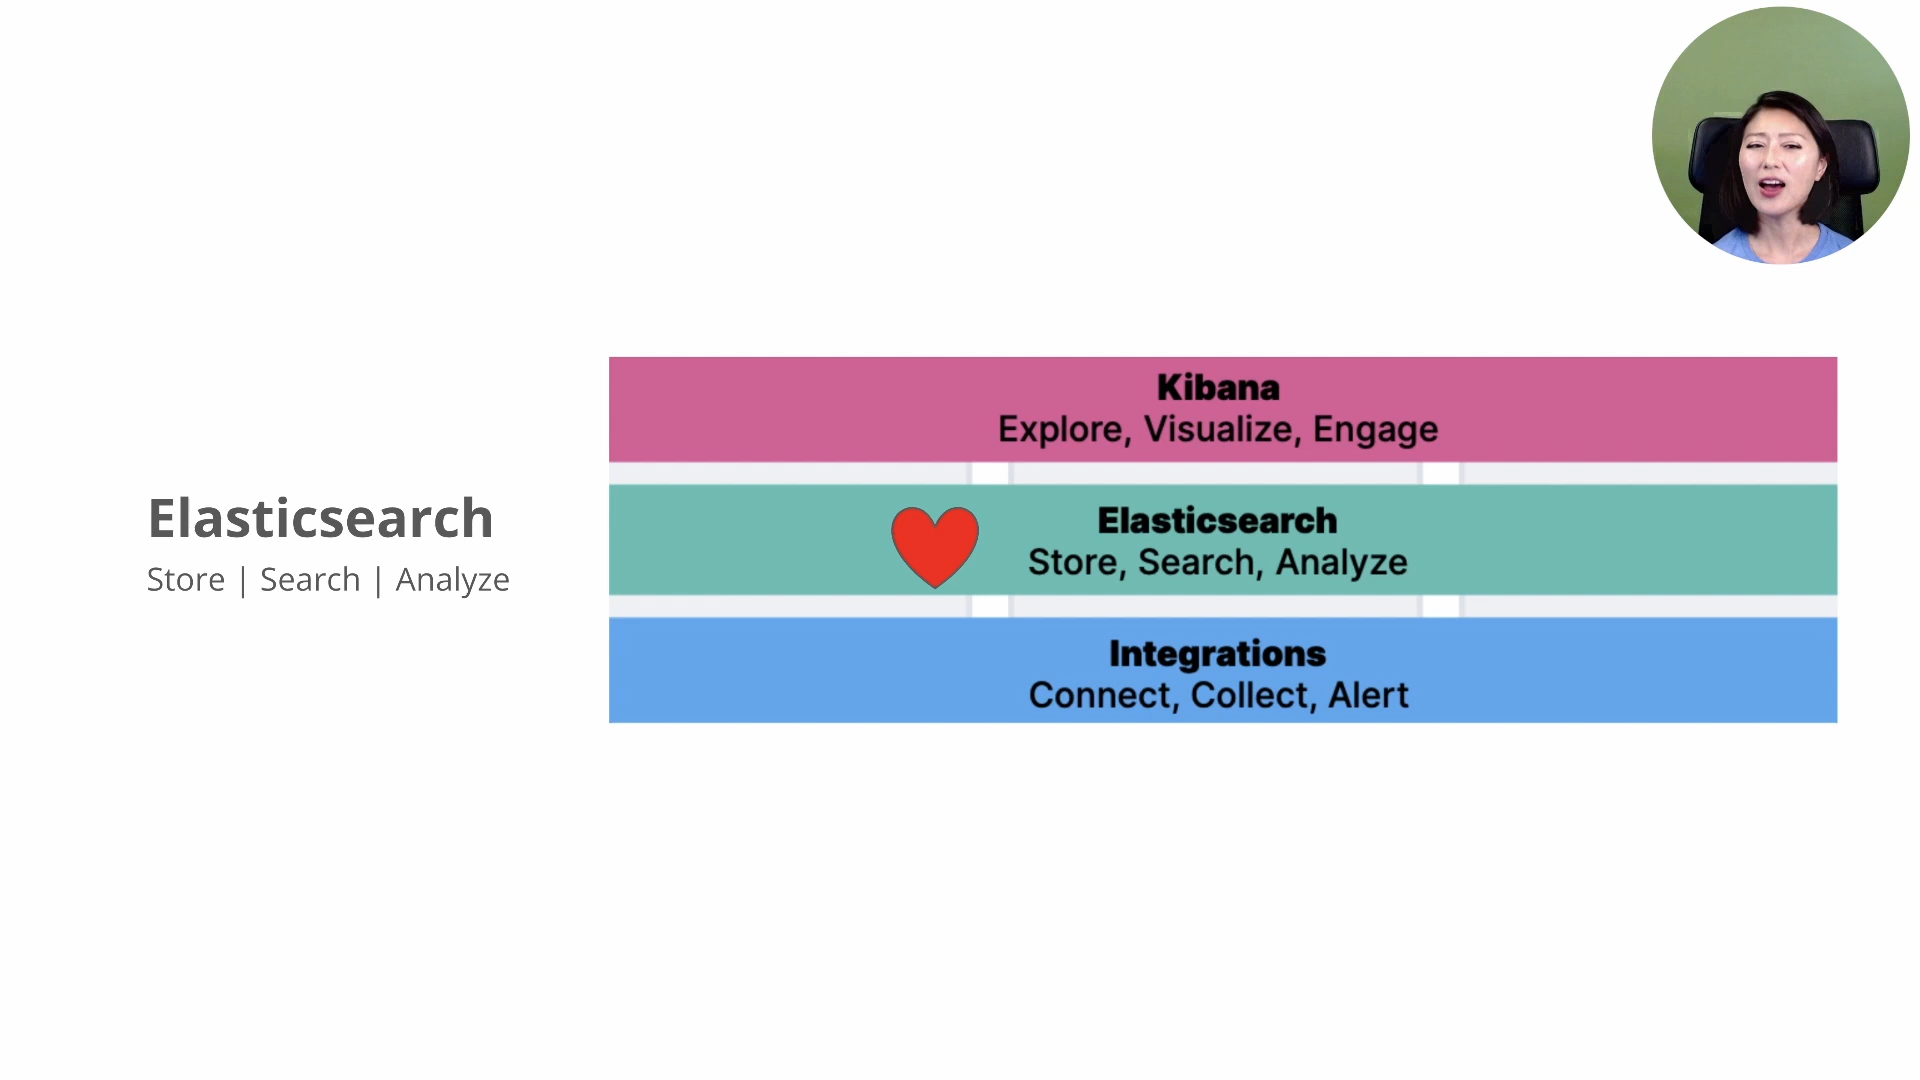 Elasticsearch
Store | Search | Analyze
Kibana
Explore, Visualize, Engage
Elasticsearch
Store, Search, Analyze
Integrations
Connect, Collect, Alert